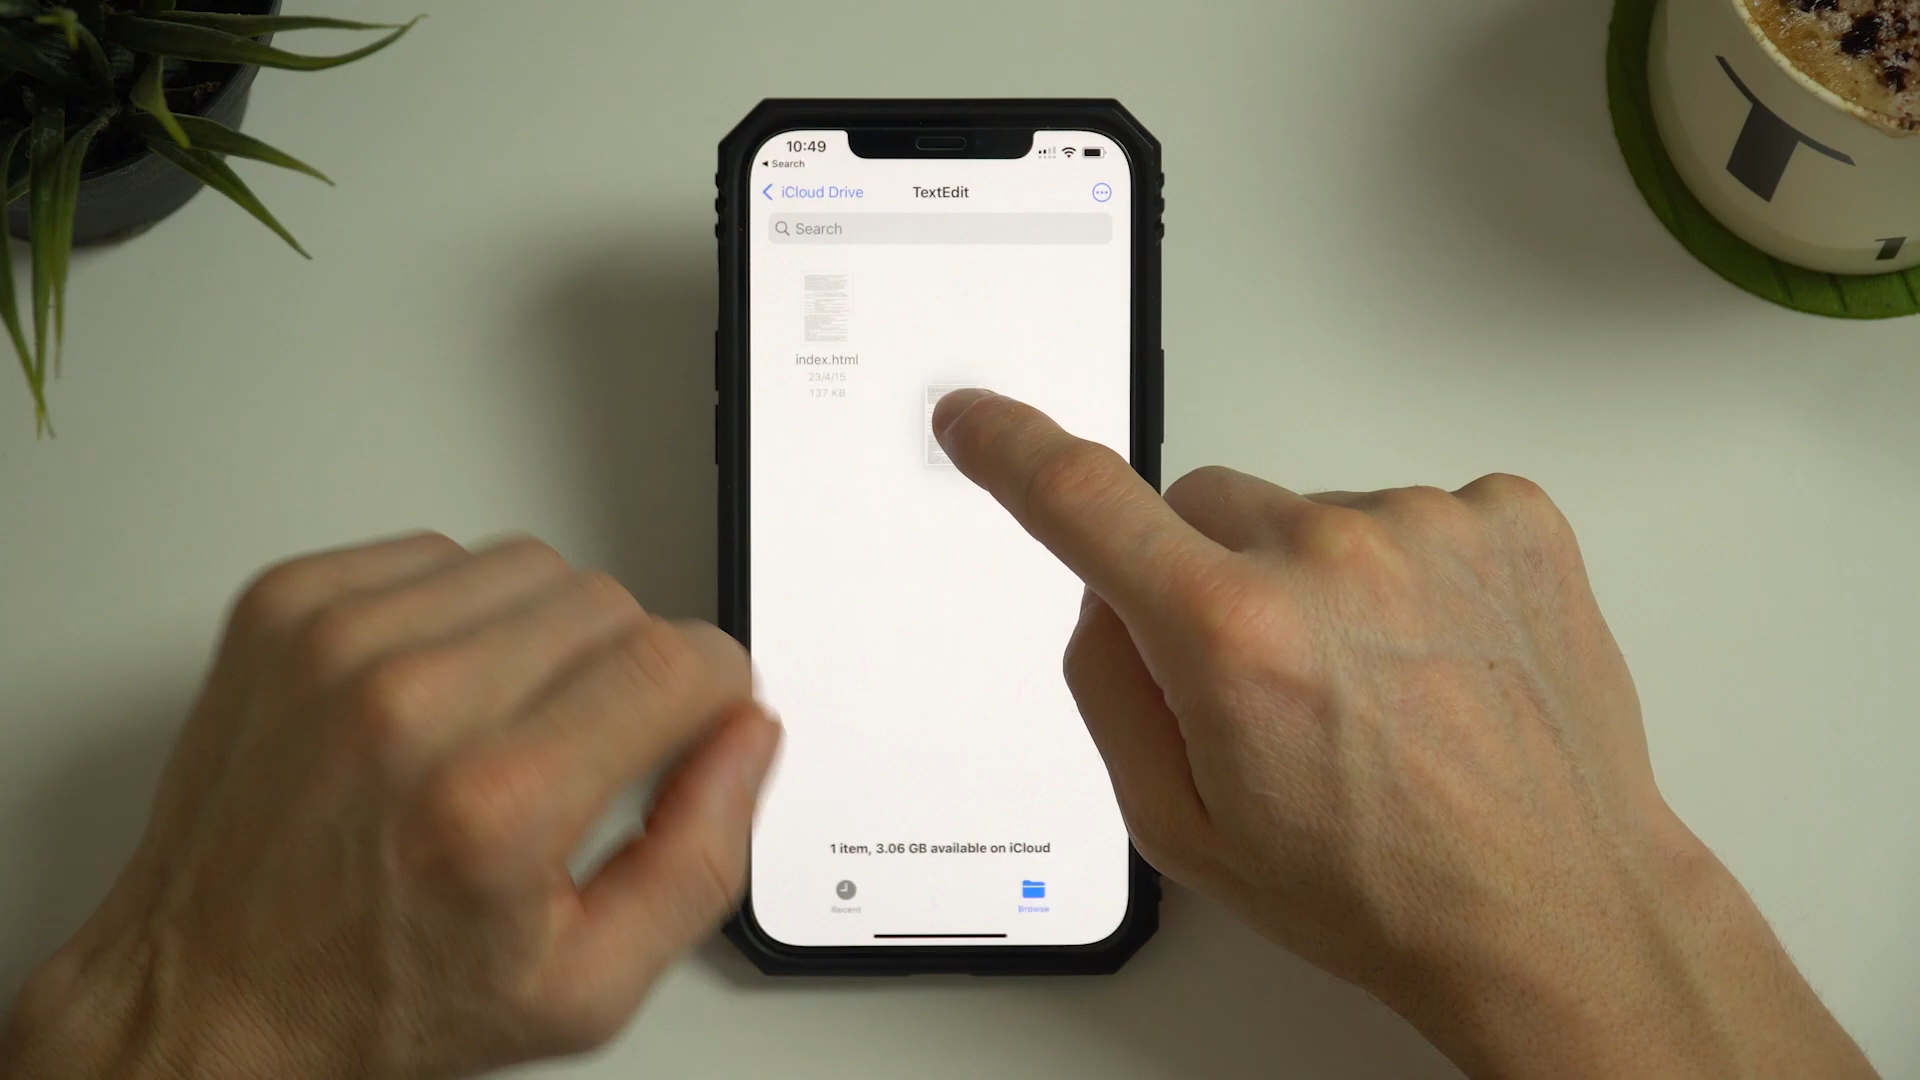 10:49
Search
iCloud Drive
TextEdit
Search
index.html
23/4/15
137 KB
1 item, 3.06 GB available on iCloud
Recent
Browse
T
1